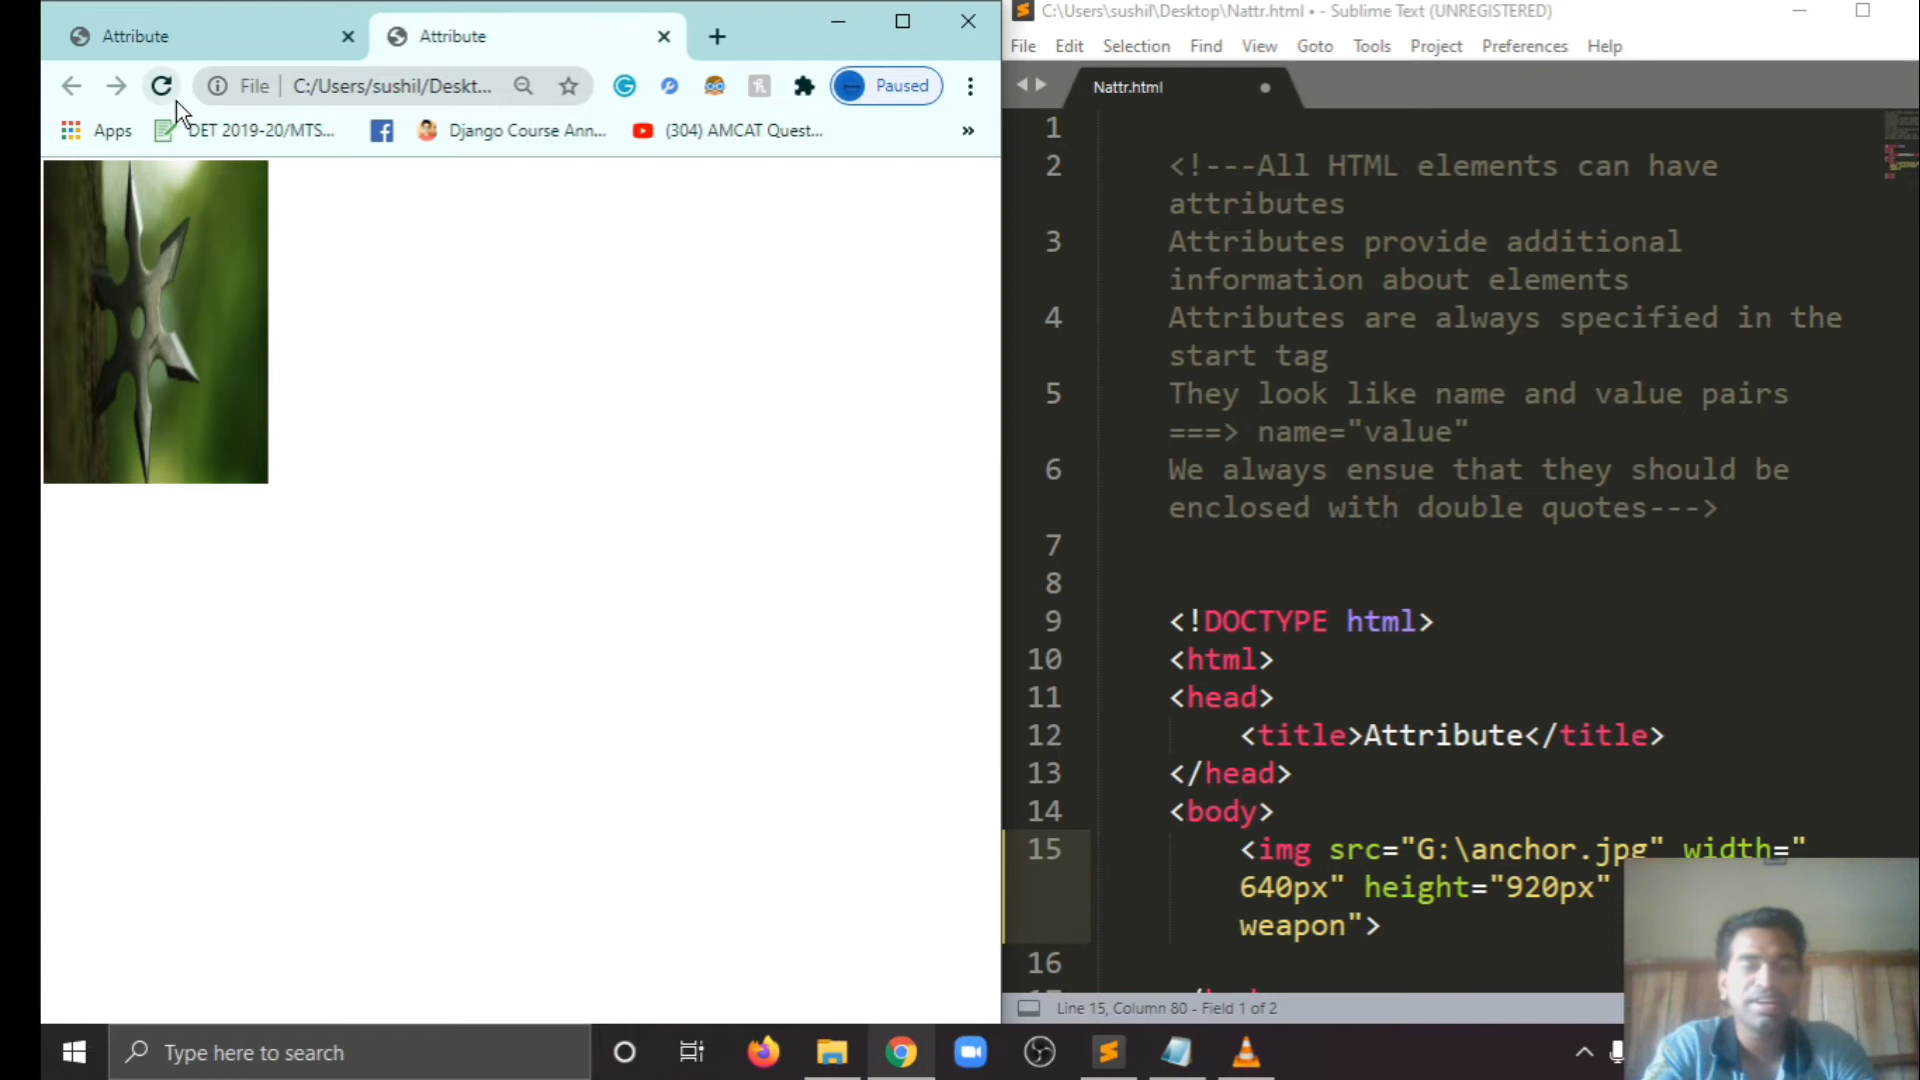 Attribute
Attribute
C:\Users\sushil\Desktop\Nattr.html • - Sublime Text (UNREGISTERED)
File Edit Selection Find View Goto Tools Project Preferences Help
File C:/Users/sushil/Deskt...
Paused
Apps
DET 2019-20/MTS...
Django Course Ann...
(304) AMCAT Quest...
»
Nattr.html
1
2 <!---All HTML elements can have
attributes
3 Attributes provide additional
information about elements
4 Attributes are always specified in the
start tag
5 They look like name and value pairs
===> name="value"
6 We always ensue that they should be
enclosed with double quotes--->
7
8
9 <!DOCTYPE html>
10 <html>
11 <head>
12 <title>Attribute</title>
13 </head>
14 <body>
15 <img src="G:\anchor.jpg" width="
640px" height="920px"
weapon">
16
Line 15, Column 80 - Field 1 of 2
Type here to search